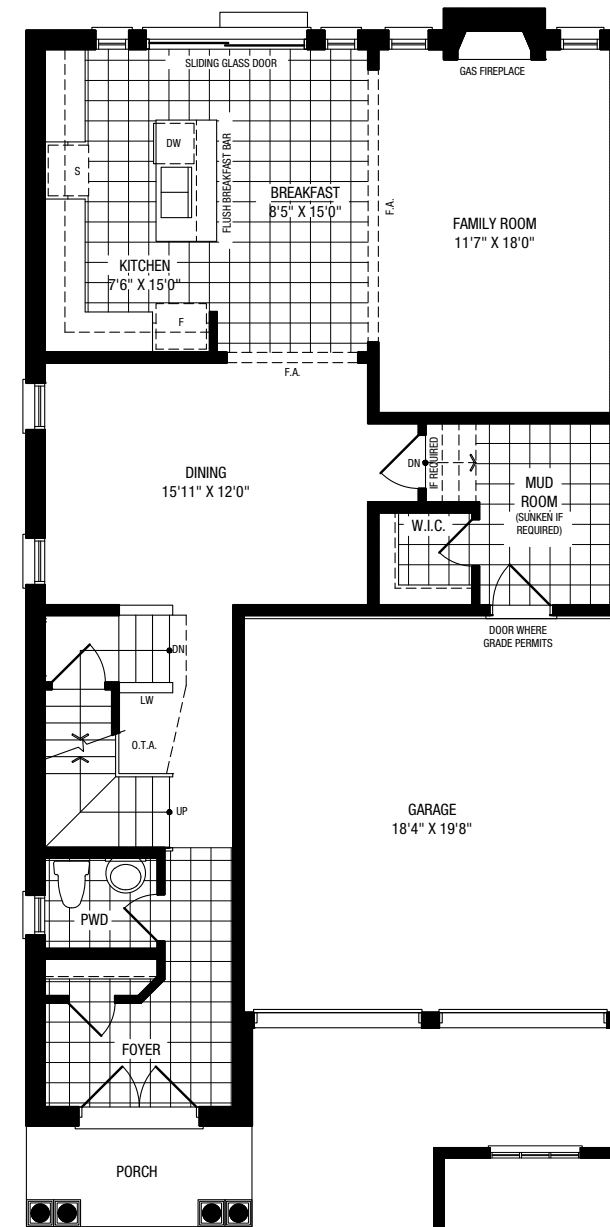 SLIDING GLASS DOOR
GAS FIREPLACE
DW
S
FLUSH BREAKFAST BAR
BREAKFAST
8'5" X 15'0"
F.A.
FAMILY ROOM
11'7" X 18'0"
KITCHEN
7'6" X 15'0"
F
F.A.
DINING
15'11" X 12'0"
DN
IF REQUIRED
MUD
ROOM
(SUNKEN IF
REQUIRED)
W.I.C.
DOOR WHERE
GRADE PERMITS
DN
LW
O.T.A.
UP
GARAGE
18'4" X 19'8"
PWD
FOYER
PORCH